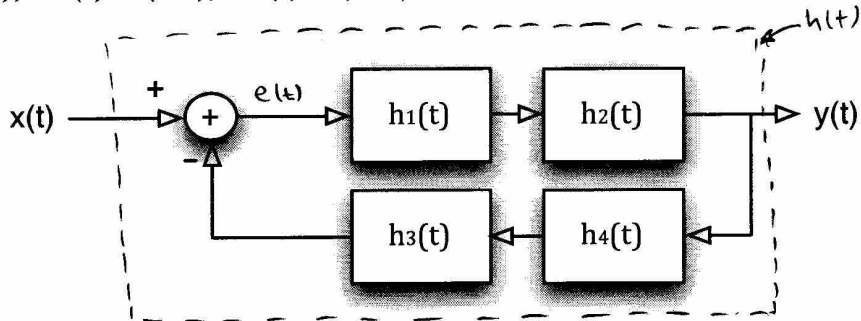 h(t)
+
e(t)
x(t)
+
h1(t)
h2(t)
y(t)
−
h3(t)
h4(t)